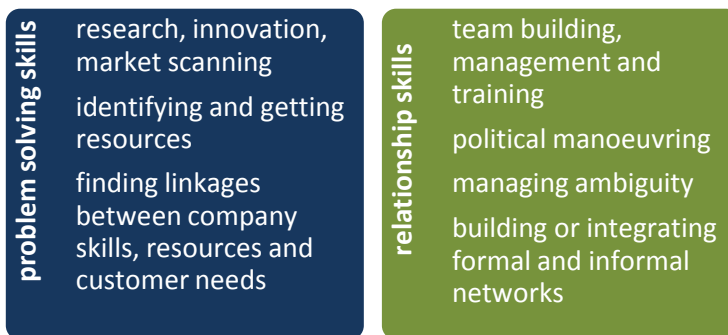 problem solving skills
research, innovation,
market scanning
identifying and getting
resources
finding linkages
between company
skills, resources and
customer needs
relationship skills
team building,
management and
training
political manoeuvring
managing ambiguity
building or integrating
formal and informal
networks